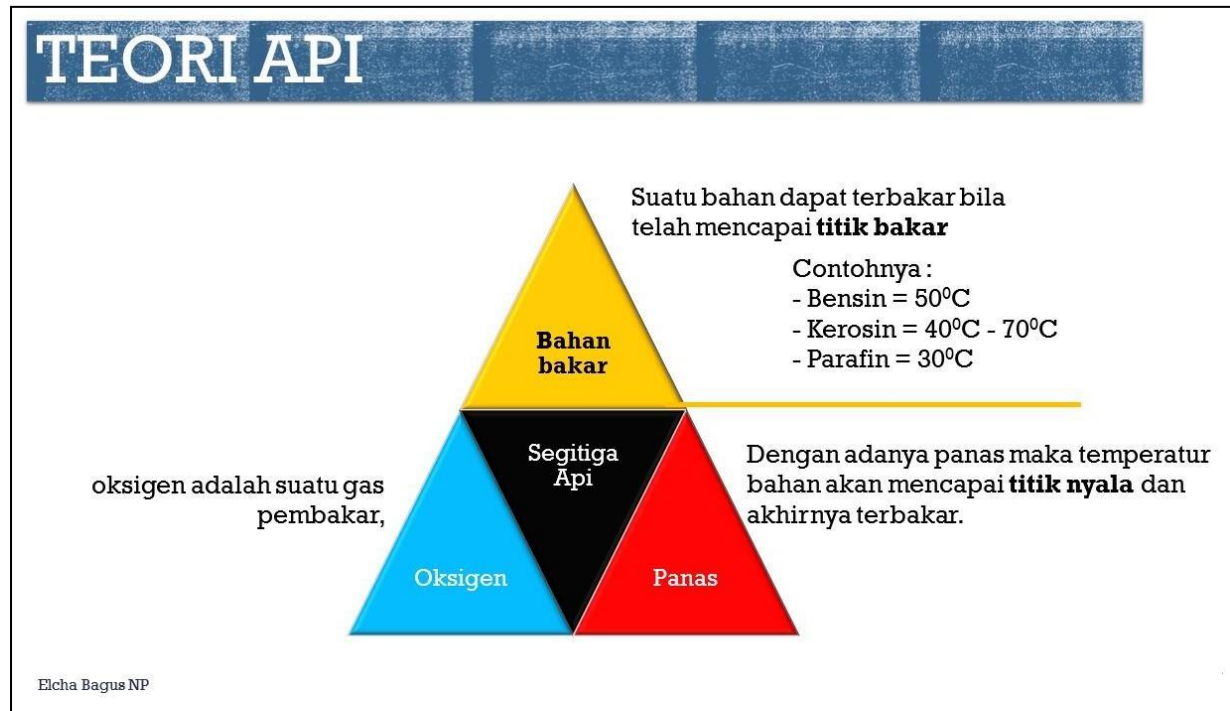 TEORI API
Suatu bahan dapat terbakar bila
telah mencapai titik bakar
Contohnya :
- Bensin = 50⁰C
- Kerosin = 40⁰C - 70⁰C
- Parafin = 30⁰C
Bahan
bakar
Segitiga
Api
oksigen adalah suatu gas
pembakar,
Dengan adanya panas maka temperatur
bahan akan mencapai titik nyala dan
akhirnya terbakar.
Oksigen
Panas
Elcha Bagus NP